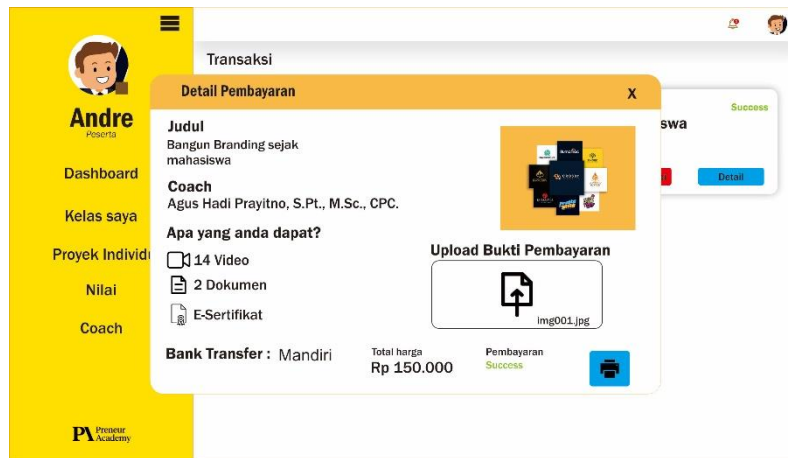 Transaksi
Andre
Peserta
Dashboard
Kelas saya
Proyek Individu
Nilai
Coach
Preneur
Academy
Detail Pembayaran
X
Judul
Bangun Branding sejak
mahasiswa
Coach
Agus Hadi Prayitno, S.Pt., M.Sc., CPC.
Apa yang anda dapat?
14 Video
2 Dokumen
E-Sertifikat
Upload Bukti Pembayaran
Img001.jpg
Bank Transfer : Mandiri
Total harga
Rp 150.000
Pembayaran
Success
Success
swa
Detail